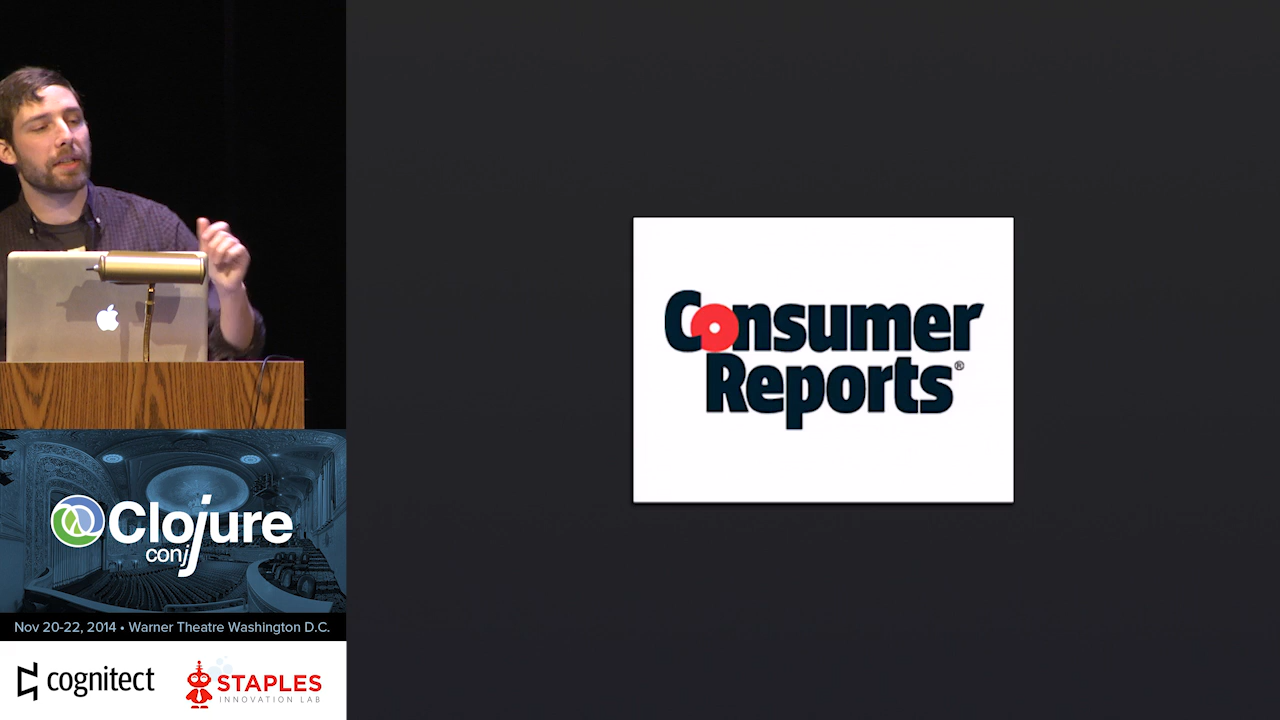 Consumer
Reports®
Clojure
conj
Nov 20-22, 2014 • Warner Theatre Washington D.C.
cognitect
STAPLES
INNOVATION LAB